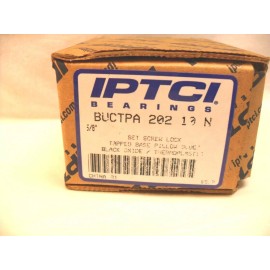 IPTCI
BEARINGS
BUCTPA 202 10 N
5/8"
SET SCREW LOCK
TAPPED BASE PILLOW BLOCK
BLACK OXIDE / THERMOPLASTIC